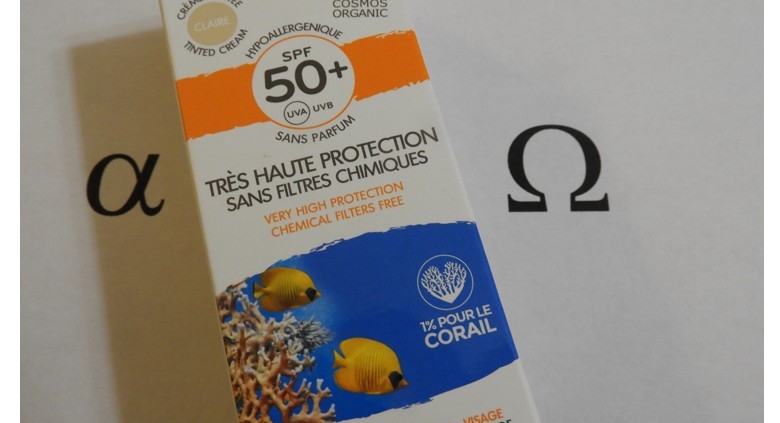 COSMOS
ORGANIC
CLAIRE
TINTED CREAM
HYPOALLERGENIQUE
SPF
50+
UVA UVB
SANS PARFUM
TRÈS HAUTE PROTECTION
SANS FILTRES CHIMIQUES
VERY HIGH PROTECTION
CHEMICAL FILTERS FREE
α
Ω
1% POUR LE
CORAIL
VISAGE